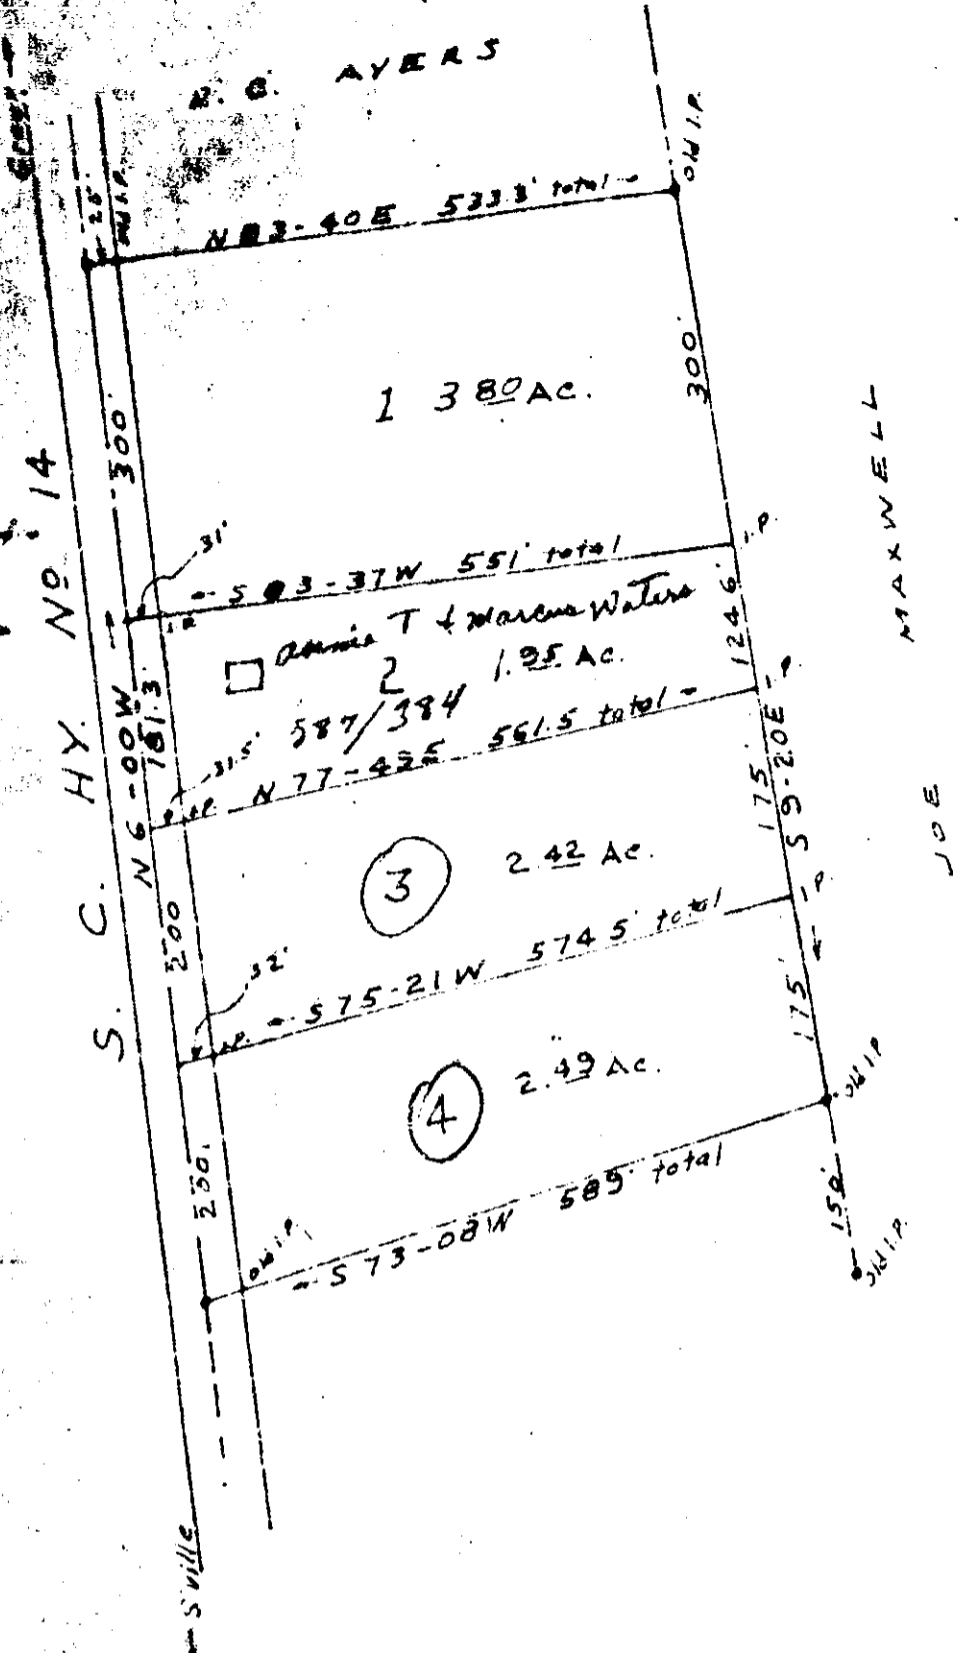 AYERS
25'
Old I.P.
Old I.P.
N 83-40E 533.3' total
300'
1 3.80 Ac.
300'
S. C. HY. No 14
31'
S 83-37W 551' total
I.P.
I.P.
Annie T & Marcus Waters
2 1.95 Ac.
587/384
124.6'
N 6-00W
181.3'
31.5'
N 77-42E 561.5 total
I.P.
I.P.
JOE MAXWELL
175'
S 9-20E
3
2.42 Ac.
200
32'
S 75-21W 574.5' total
I.P.
I.P.
175'
4
2.49 Ac.
200'
Old I.P.
Old I.P.
S 73-08W 589' total
150'
Old I.P.
S'ville